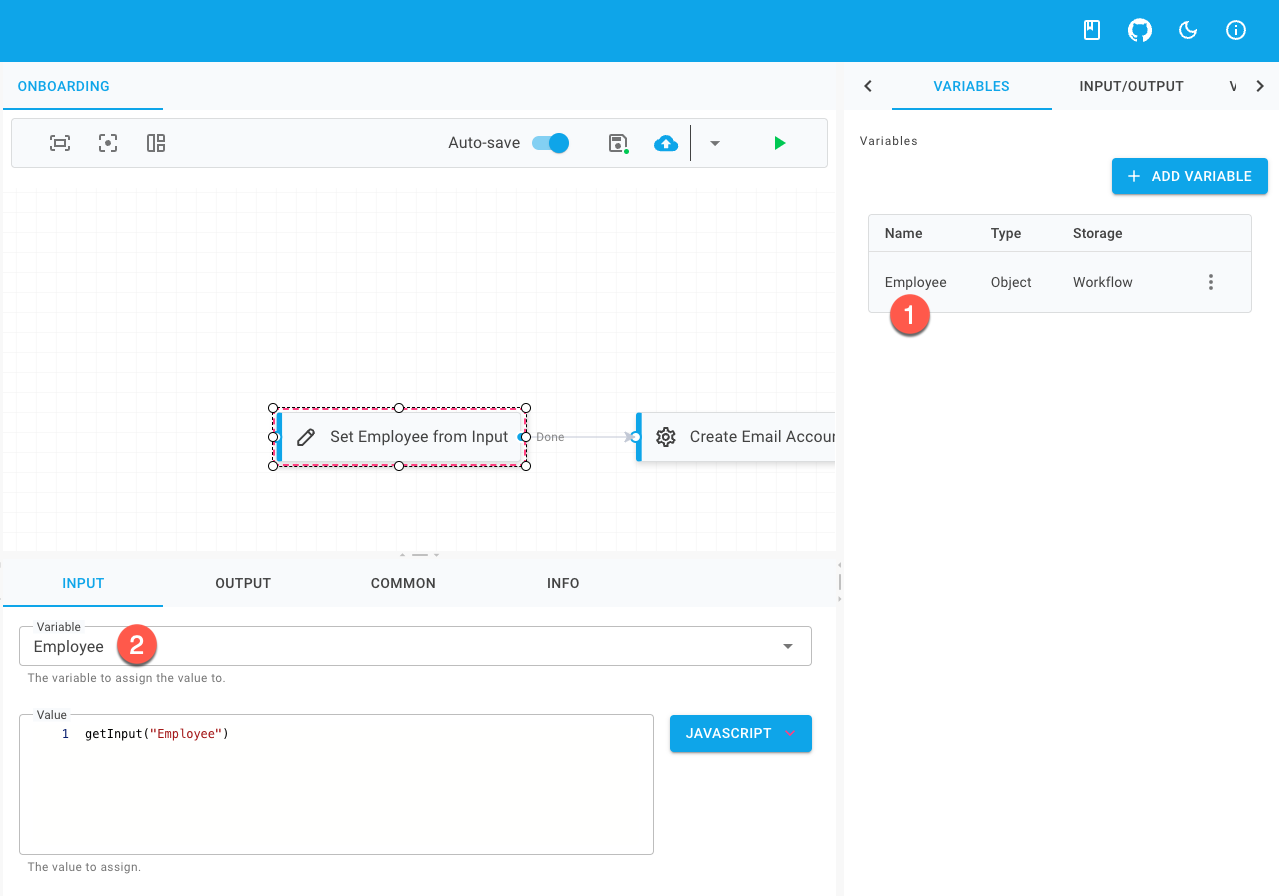 ONBOARDING
VARIABLES
INPUT/OUTPUT
Auto-save
Variables
ADD VARIABLE
Name Type Storage
Employee Object Workflow
1
Set Employee from Input
Done
Create Email Accour
INPUT OUTPUT COMMON INFO
Variable
Employee
2
The variable to assign the value to.
Value
1 getInput("Employee")
JAVASCRIPT
The value to assign.